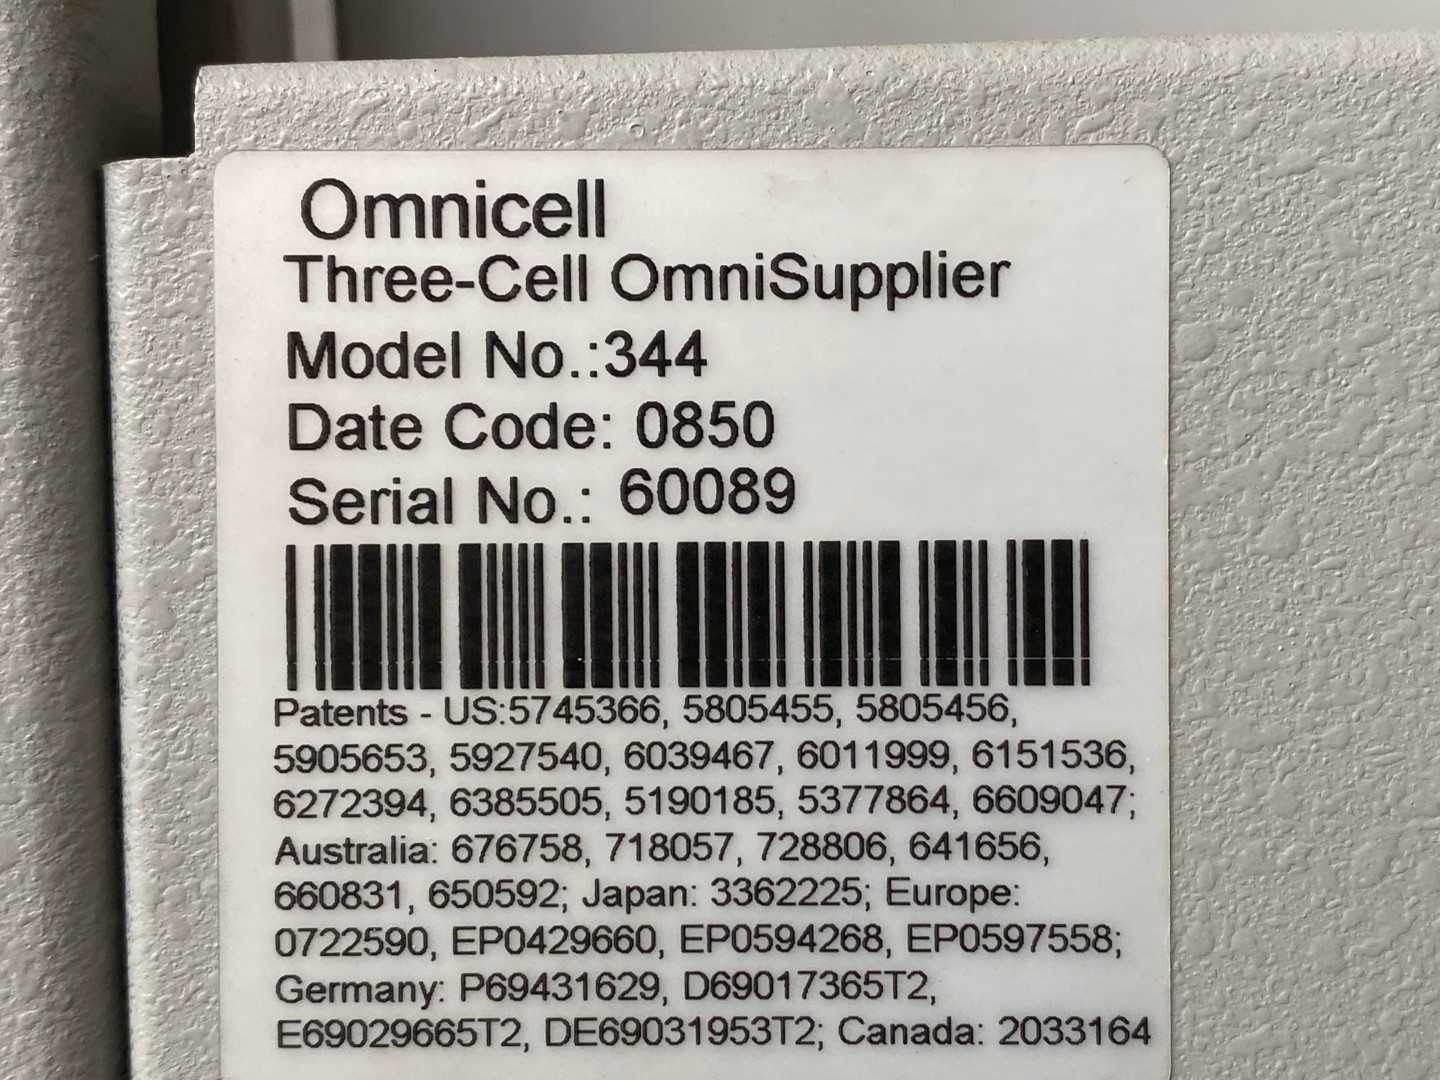 Omnicell
Three-Cell OmniSupplier
Model No.:344
Date Code: 0850
Serial No.: 60089
Patents - US:5745366, 5805455, 5805456,
5905653, 5927540, 6039467, 6011999, 6151536,
6272394, 6385505, 5190185, 5377864, 6609047;
Australia: 676758, 718057, 728806, 641656,
660831, 650592; Japan: 3362225; Europe:
0722590, EP0429660, EP0594268, EP0597558;
Germany: P69431629, D69017365T2,
E69029665T2, DE69031953T2; Canada: 2033164